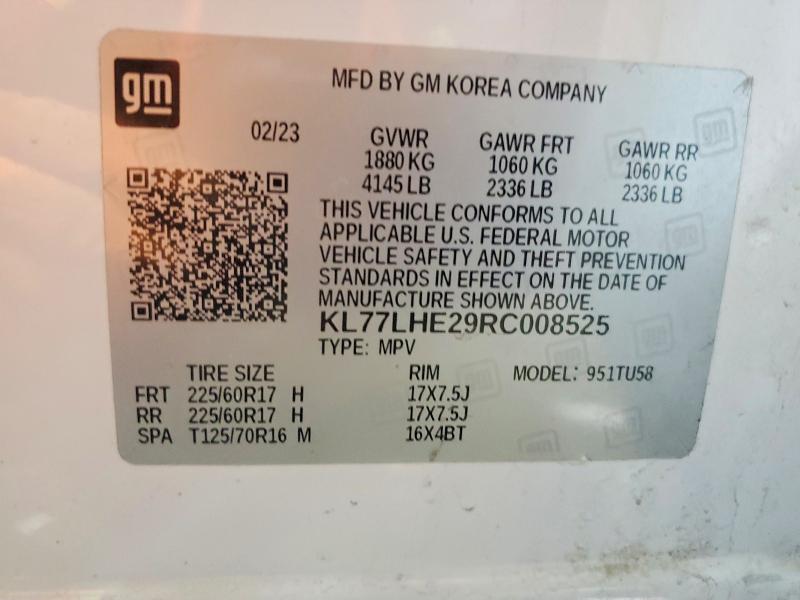 gm
MFD BY GM KOREA COMPANY
02/23 GVWR GAWR FRT GAWR RR
1880 KG 1060 KG 1060 KG
4145 LB 2336 LB 2336 LB
THIS VEHICLE CONFORMS TO ALL
APPLICABLE U.S. FEDERAL MOTOR
VEHICLE SAFETY AND THEFT PREVENTION
STANDARDS IN EFFECT ON THE DATE OF
MANUFACTURE SHOWN ABOVE.
KL77LHE29RC008525
TYPE: MPV
TIRE SIZE RIM MODEL: 951TU58
FRT 225/60R17 H 17X7.5J
RR 225/60R17 H 17X7.5J
SPA T125/70R16 M 16X4BT